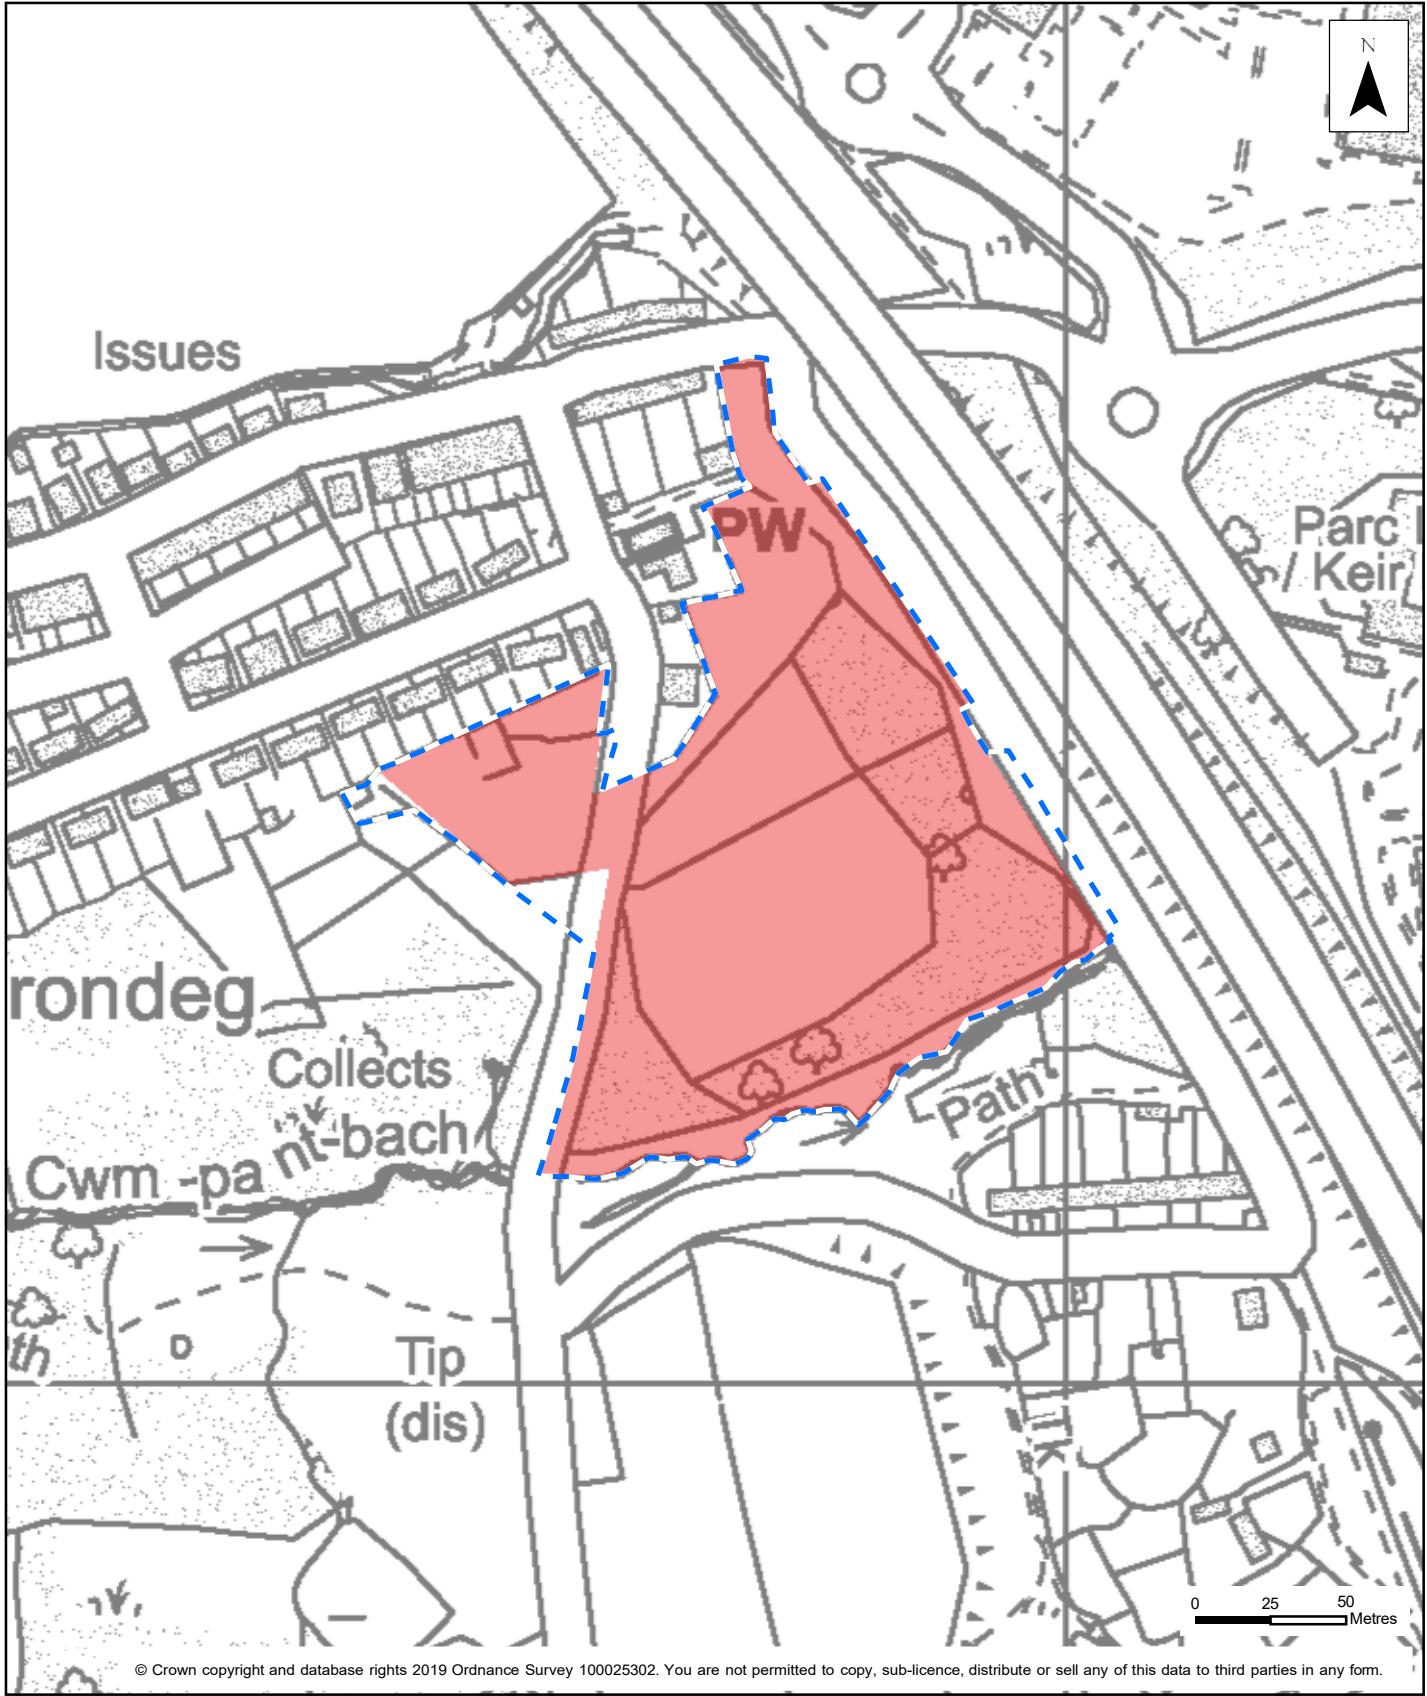 N
Issues
PW
Parc
/ Keir
rondeg
Collects
nt-bach
Cwm -pa
Path
th
D
Tip
(dis)
0 25 50
Metres
© Crown copyright and database rights 2019 Ordnance Survey 100025302. You are not permitted to copy, sub-licence, distribute or sell any of this data to third parties in any form.